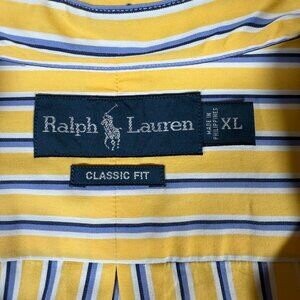 Ralph Lauren
MADE IN
PHILIPPINES
XL
CLASSIC FIT